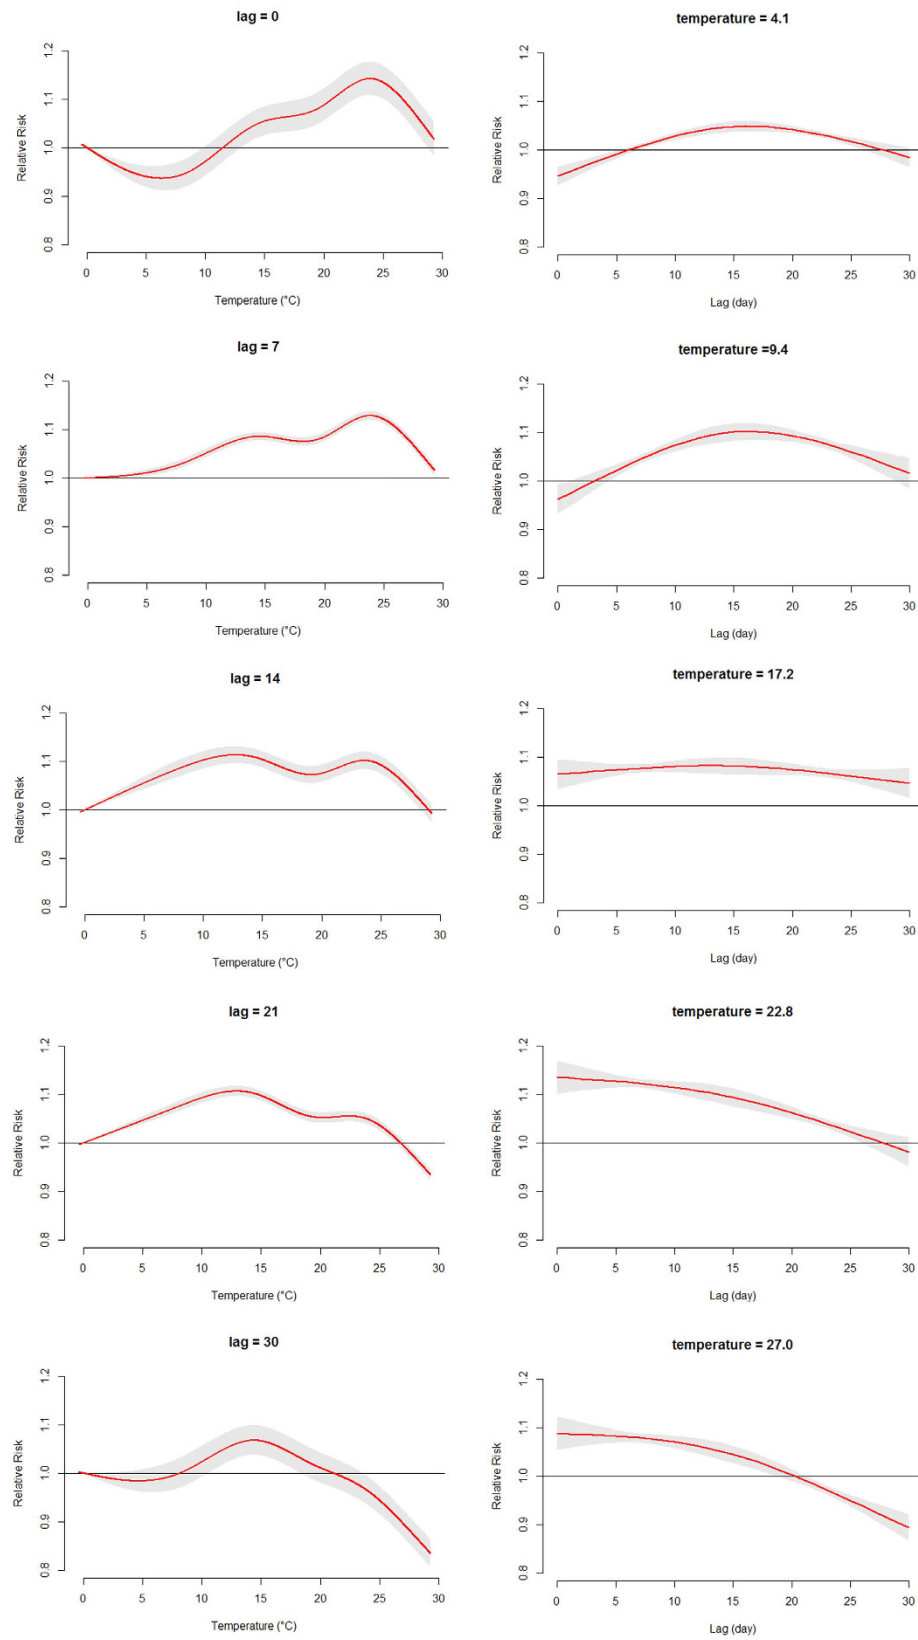 lag = 0
Relative Risk
0.8 0.9 1.0 1.1 1.2
0 5 10 15 20 25 30
Temperature (°C)
temperature = 4.1
Relative Risk
0.8 0.9 1.0 1.1 1.2
0 5 10 15 20 25 30
Lag (day)
lag = 7
Relative Risk
0.8 0.9 1.0 1.1 1.2
0 5 10 15 20 25 30
Temperature (°C)
temperature =9.4
Relative Risk
0.8 0.9 1.0 1.1 1.2
0 5 10 15 20 25 30
Lag (day)
lag = 14
Relative Risk
0.8 0.9 1.0 1.1 1.2
0 5 10 15 20 25 30
Temperature (°C)
temperature = 17.2
Relative Risk
0.8 0.9 1.0 1.1 1.2
0 5 10 15 20 25 30
Lag (day)
lag = 21
Relative Risk
0.8 0.9 1.0 1.1 1.2
0 5 10 15 20 25 30
Temperature (°C)
temperature = 22.8
Relative Risk
0.8 0.9 1.0 1.1 1.2
0 5 10 15 20 25 30
Lag (day)
lag = 30
Relative Risk
0.8 0.9 1.0 1.1 1.2
0 5 10 15 20 25 30
Temperature (°C)
temperature = 27.0
Relative Risk
0.8 0.9 1.0 1.1 1.2
0 5 10 15 20 25 30
Lag (day)